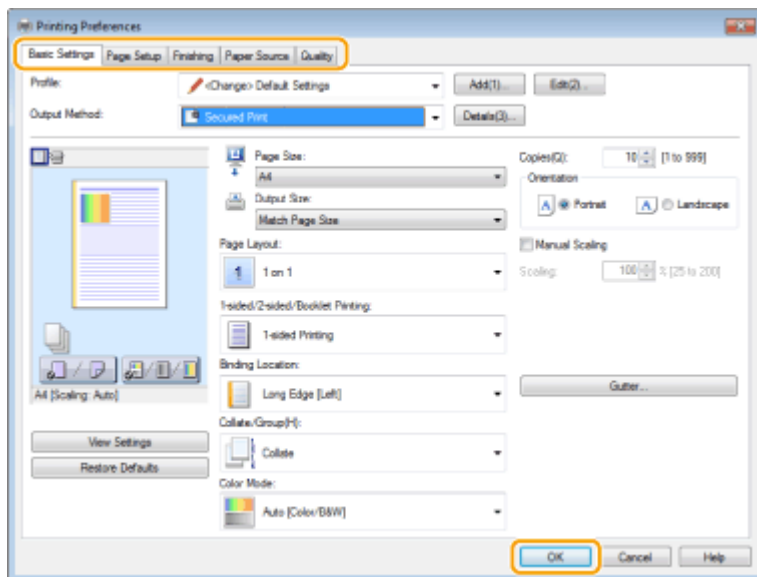 Printing Preferences
Basic Settings Page Setup Finishing Paper Source Quality
Profile: <Change> Default Settings Add(1)... Edit(2)...
Output Method: Secured Print Details(3)...
Page Size: Copies(Q): 10 [1 to 999]
A4 Orientation
Output Size: A Portrait A Landscape
Match Page Size
Page Layout: Manual Scaling
1 1 on 1 Scaling: 100 % [25 to 200]
1-sided/2-sided/Booklet Printing:
1-sided Printing
Binding Location:
A4 [Scaling: Auto] Long Edge [Left] Gutter...
Collate/Group(H):
View Settings Collate
Restore Defaults
Color Mode:
Auto [Color/B&W]
OK Cancel Help